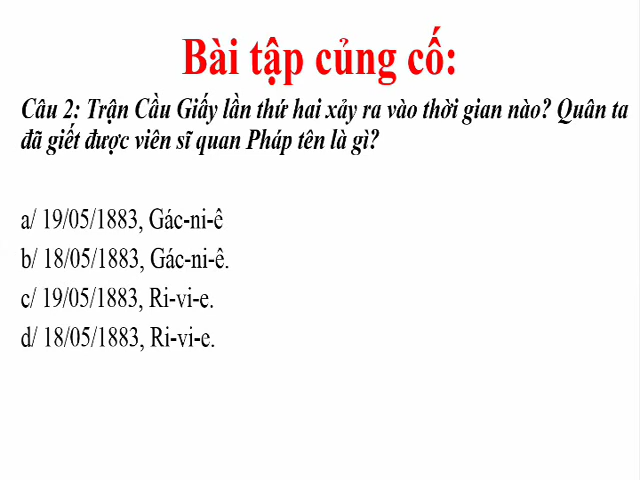 Bài tập củng cố:
Câu 2: Trận Cầu Giấy lần thứ hai xảy ra vào thời gian nào? Quân ta
đã giết được viên sĩ quan Pháp tên là gì?
a/ 19/05/1883, Gác-ni-ê
b/ 18/05/1883, Gác-ni-ê.
c/ 19/05/1883, Ri-vi-e.
d/ 18/05/1883, Ri-vi-e.